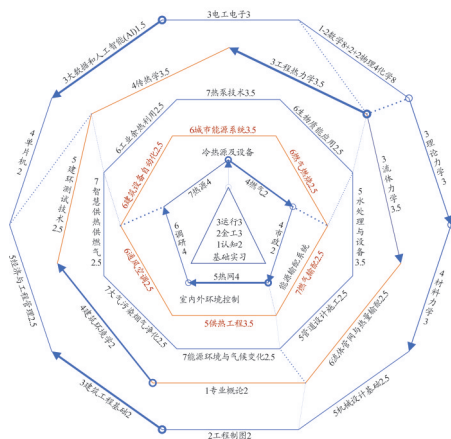 3电工电子3
1-2数学8+2+2物理4化学8
3大数据和人工智能(AI)1.5
4传热学3.5
3工程热力学3.5
7热泵技术3.5
6工业余热利用2.5
6生物质能应用2.5
6城市能源系统3.5
6建筑设备自动化2.5
6燃气燃烧2.5
冷热源及设备
7热源4
4燃气2
4单片机2
3理论力学3
5建环测试技术2.5
3流体力学3.5
7智慧供热供燃气2.5
5水处理与设备3.5
3运行3
2金工3
1认知2
基础实习
6调研4
4市政2
5热网4
能源输配系统
室内外环境控制
6通风空调2.5
7燃气输配2.5
5供热工程3.5
7大气污染烟气净化2.5
5管道设计施工2.5
7能源环境与气候变化2.5
4建筑环境学2
6流体管网与热量输配2.5
1专业概论2
5经济与工程管理2.5
4材料力学3
3建筑工程基础2
5机械设计基础2.5
2工程制图2